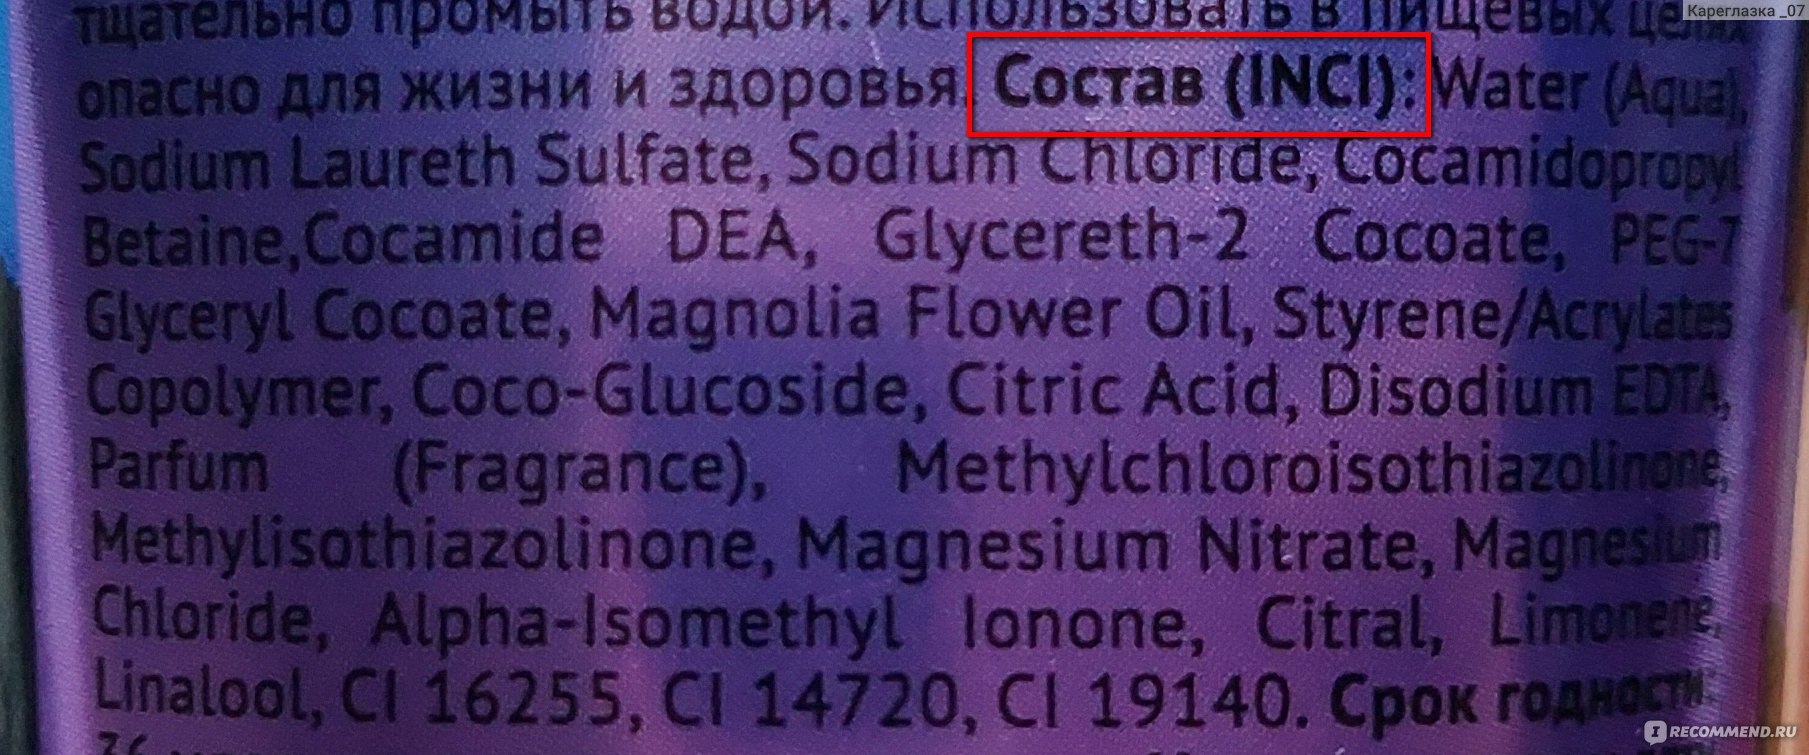 Кареглазка _07
тщательно промыть водой. Использовать в пищевых целях
опасно для жизни и здоровья. Состав (INCI): Water (Aqua),
Sodium Laureth Sulfate, Sodium Chloride, Cocamidopropyl
Betaine,Cocamide DEA, Glycereth-2 Cocoate, PEG-7
Glyceryl Cocoate, Magnolia Flower Oil, Styrene/Acrylates
Copolymer, Coco-Glucoside, Citric Acid, Disodium EDTA,
Parfum (Fragrance), Methylchloroisothiazolinone,
Methylisothiazolinone, Magnesium Nitrate, Magnesium
Chloride, Alpha-Isomethyl Ionone, Citral, Limonene,
Linalool, CI 16255, CI 14720, CI 19140. Срок годности:
36
IRECOMMEND.RU